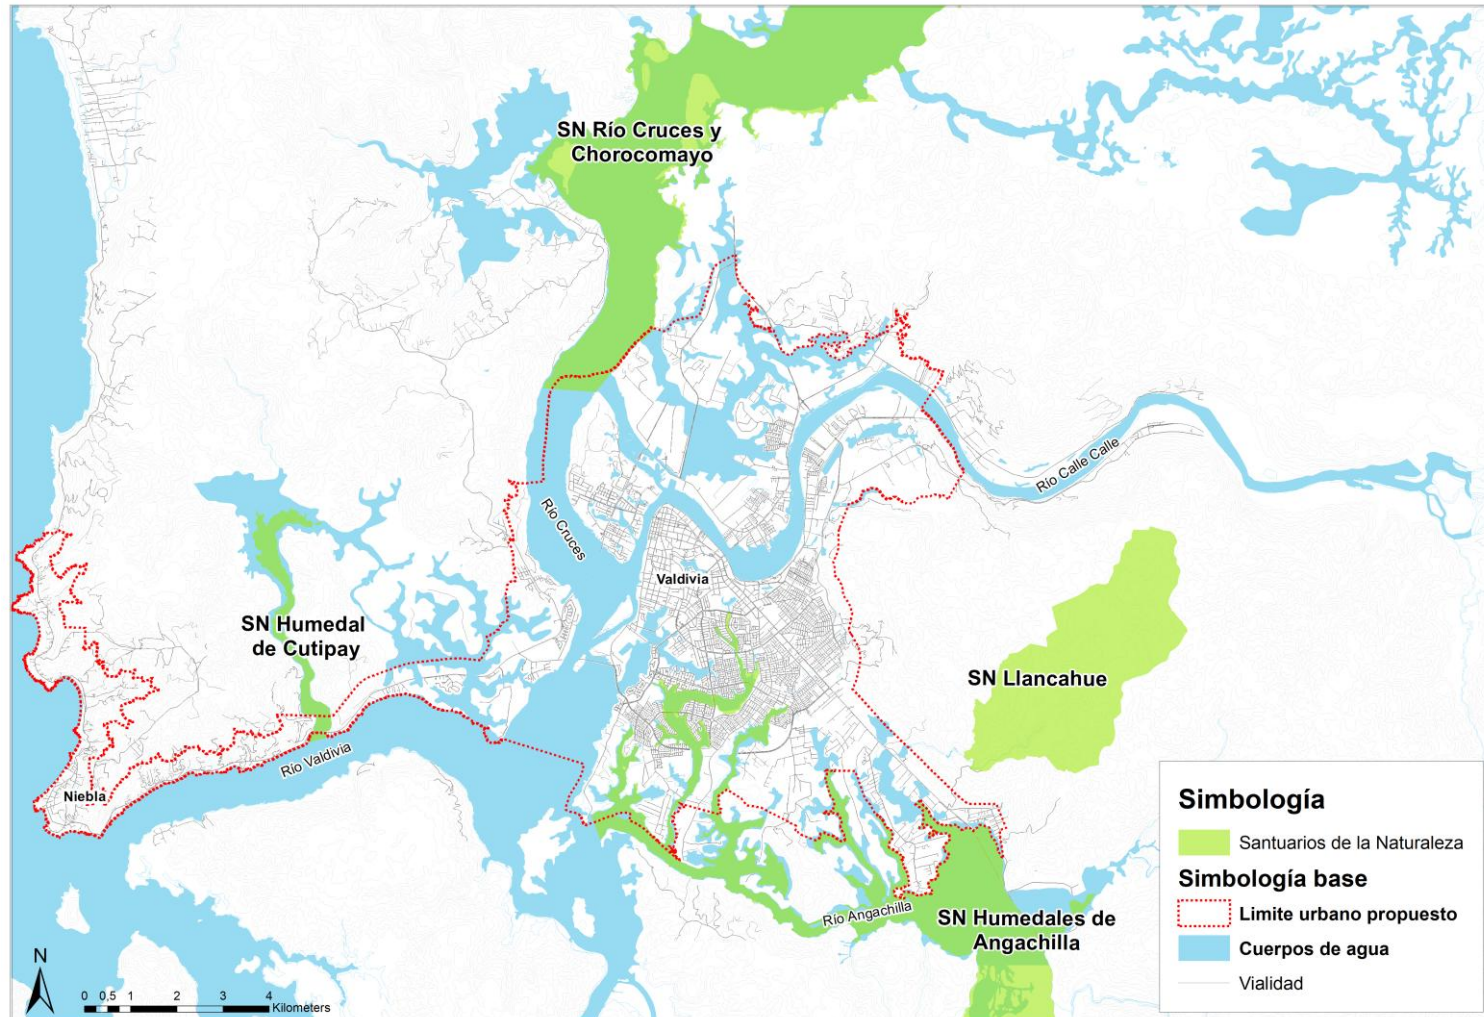 SN Río Cruces y
Chorocomayo
Río Calle Calle
Río Cruces
Valdivia
SN Humedal
de Cutipay
SN Llancahue
Río Valdivia
Niebla
Río Angachilla
SN Humedales de
Angachilla
Simbología
Santuarios de la Naturaleza
Simbología base
Limite urbano propuesto
Cuerpos de agua
Vialidad
N
0 0,5 1 2 3 4
Kilometers